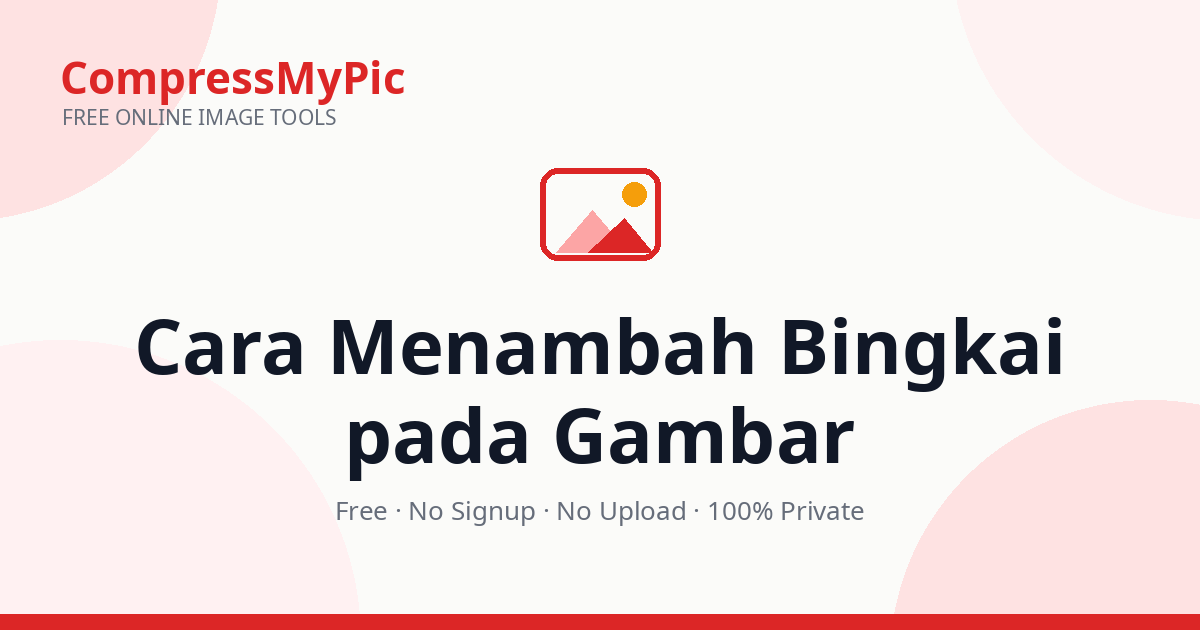 CompressMyPic
FREE ONLINE IMAGE TOOLS
Cara Menambah Bingkai
pada Gambar
Free · No Signup · No Upload · 100% Private